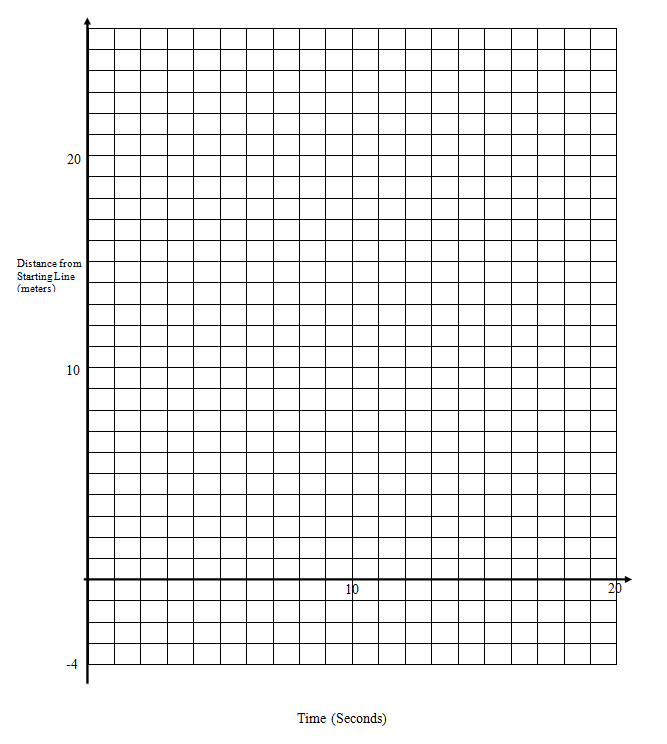 20
Distance from
Starting Line
(meters)
10
10
20
-4
Time (Seconds)